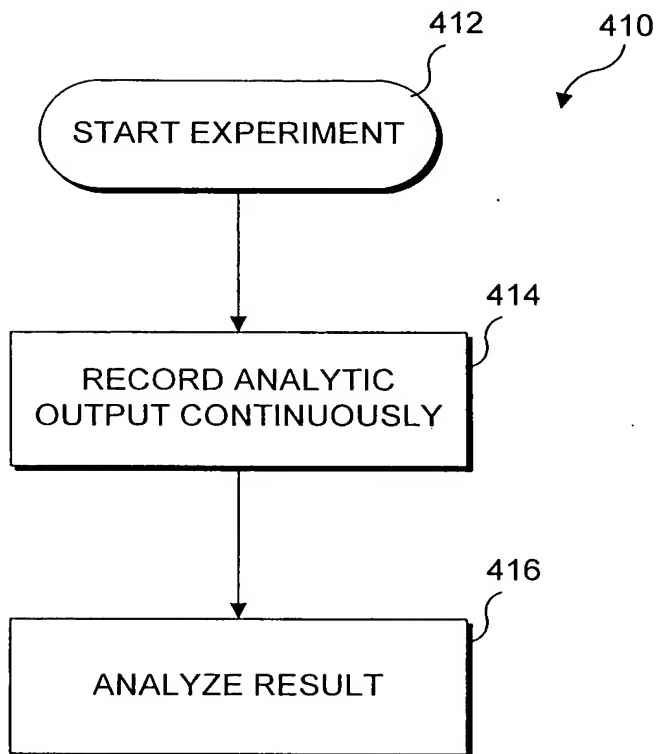 412
410
START EXPERIMENT
414
RECORD ANALYTIC
OUTPUT CONTINUOUSLY
416
ANALYZE RESULT